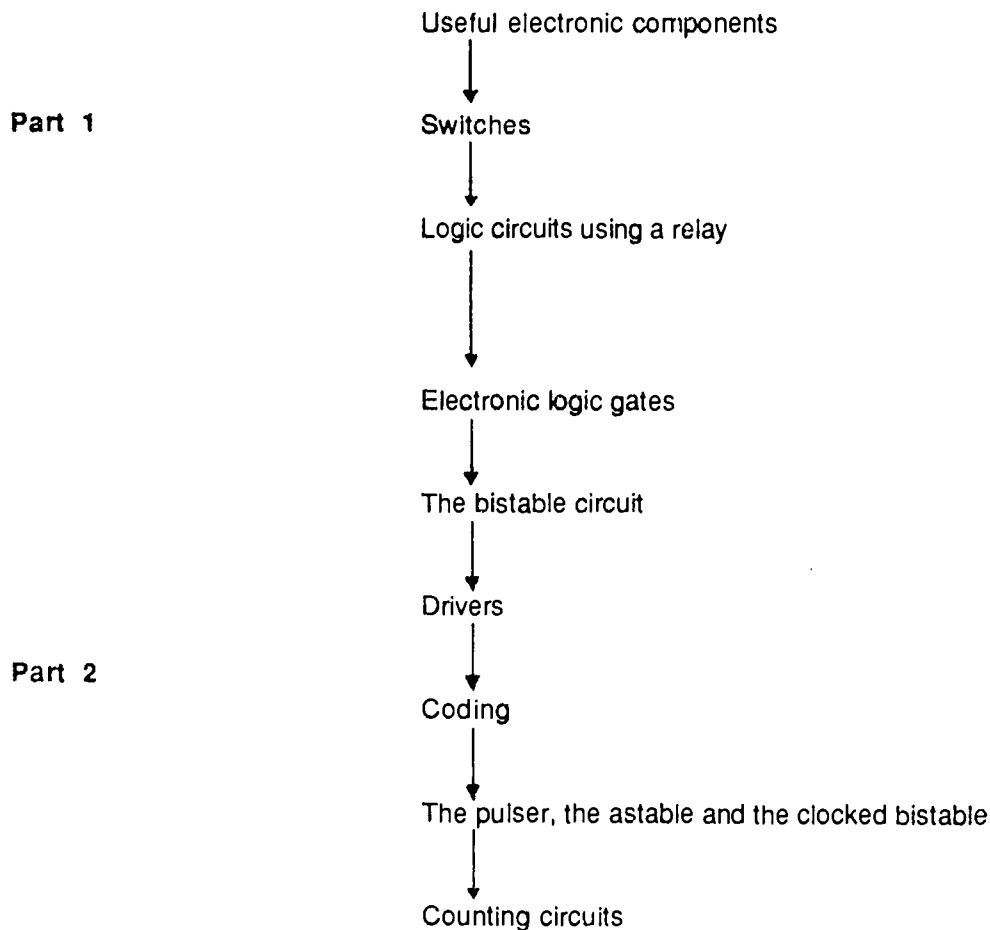 Useful electronic components
Part 1
Switches
Logic circuits using a relay
Electronic logic gates
The bistable circuit
Drivers
Part 2
Coding
The pulser, the astable and the clocked bistable
Counting circuits